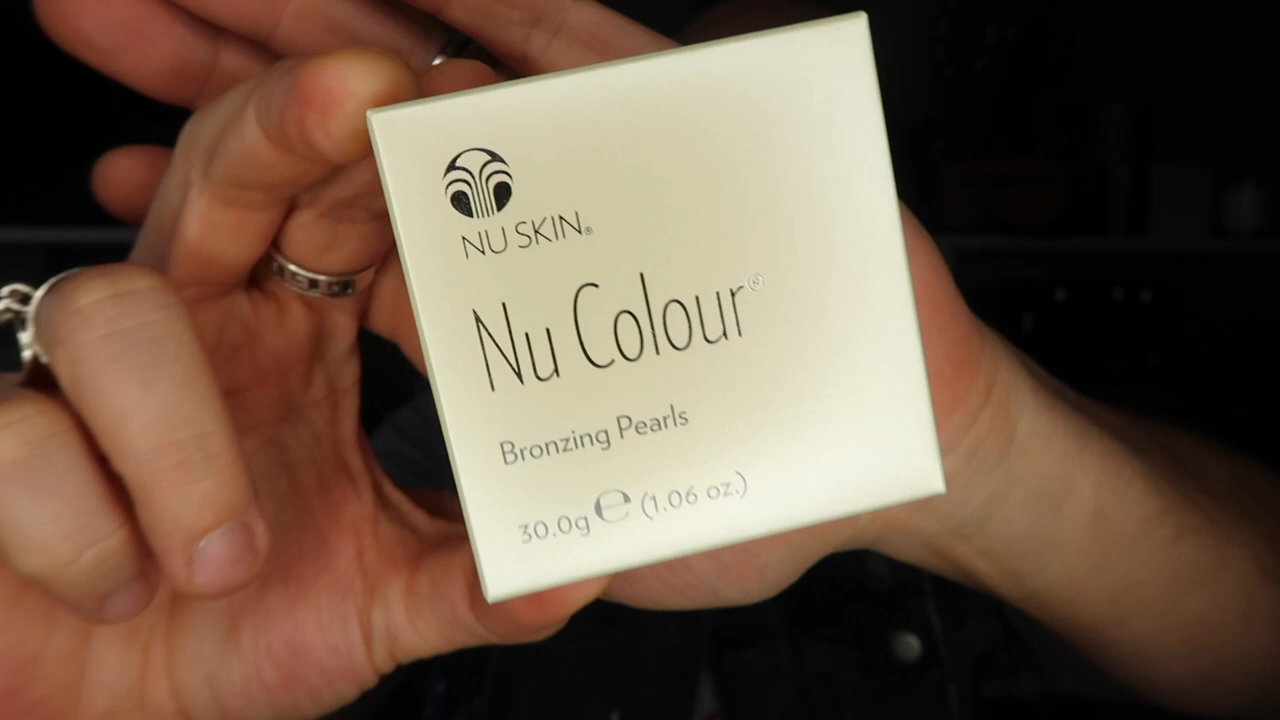 NU SKIN®
Nu Colour®
Bronzing Pearls
30.0g ℮ (1.06 oz.)